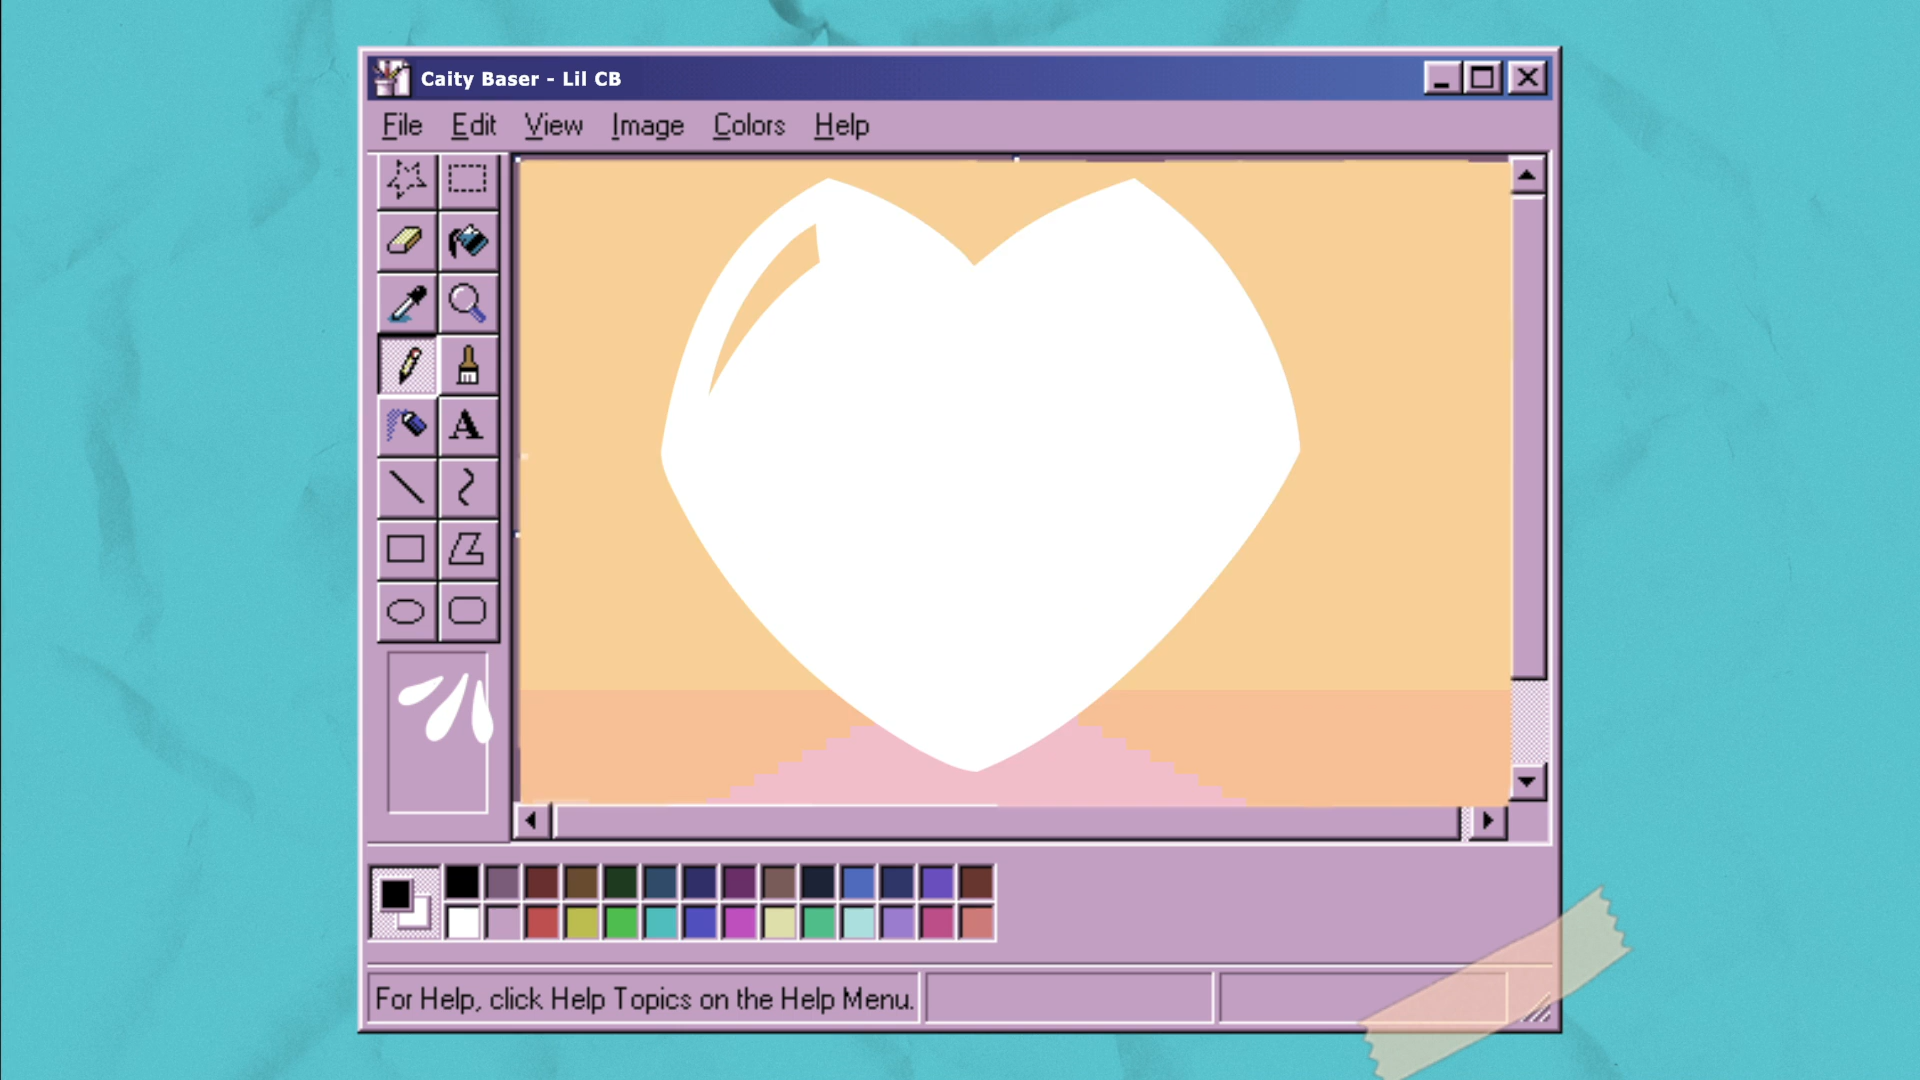 Caity Baser - Lil CB
File Edit View Image Colors Help
A
For Help, click Help Topics on the Help Menu.